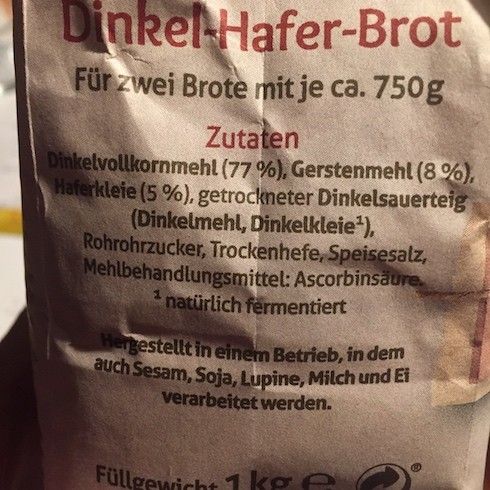 Dinkel-Hafer-Brot
Für zwei Brote mit je ca. 750g
Zutaten
Dinkelvollkornmehl (77 %), Gerstenmehl (8 %),
Haferkleie (5 %), getrockneter Dinkelsauerteig
(Dinkelmehl, Dinkelkleie¹),
Rohrohrzucker, Trockenhefe, Speisesalz,
Mehlbehandlungsmittel: Ascorbinsäure.
¹ natürlich fermentiert
Hergestellt in einem Betrieb, in dem
auch Sesam, Soja, Lupine, Milch und Ei
verarbeitet werden.
Füllgewicht 1 kg e